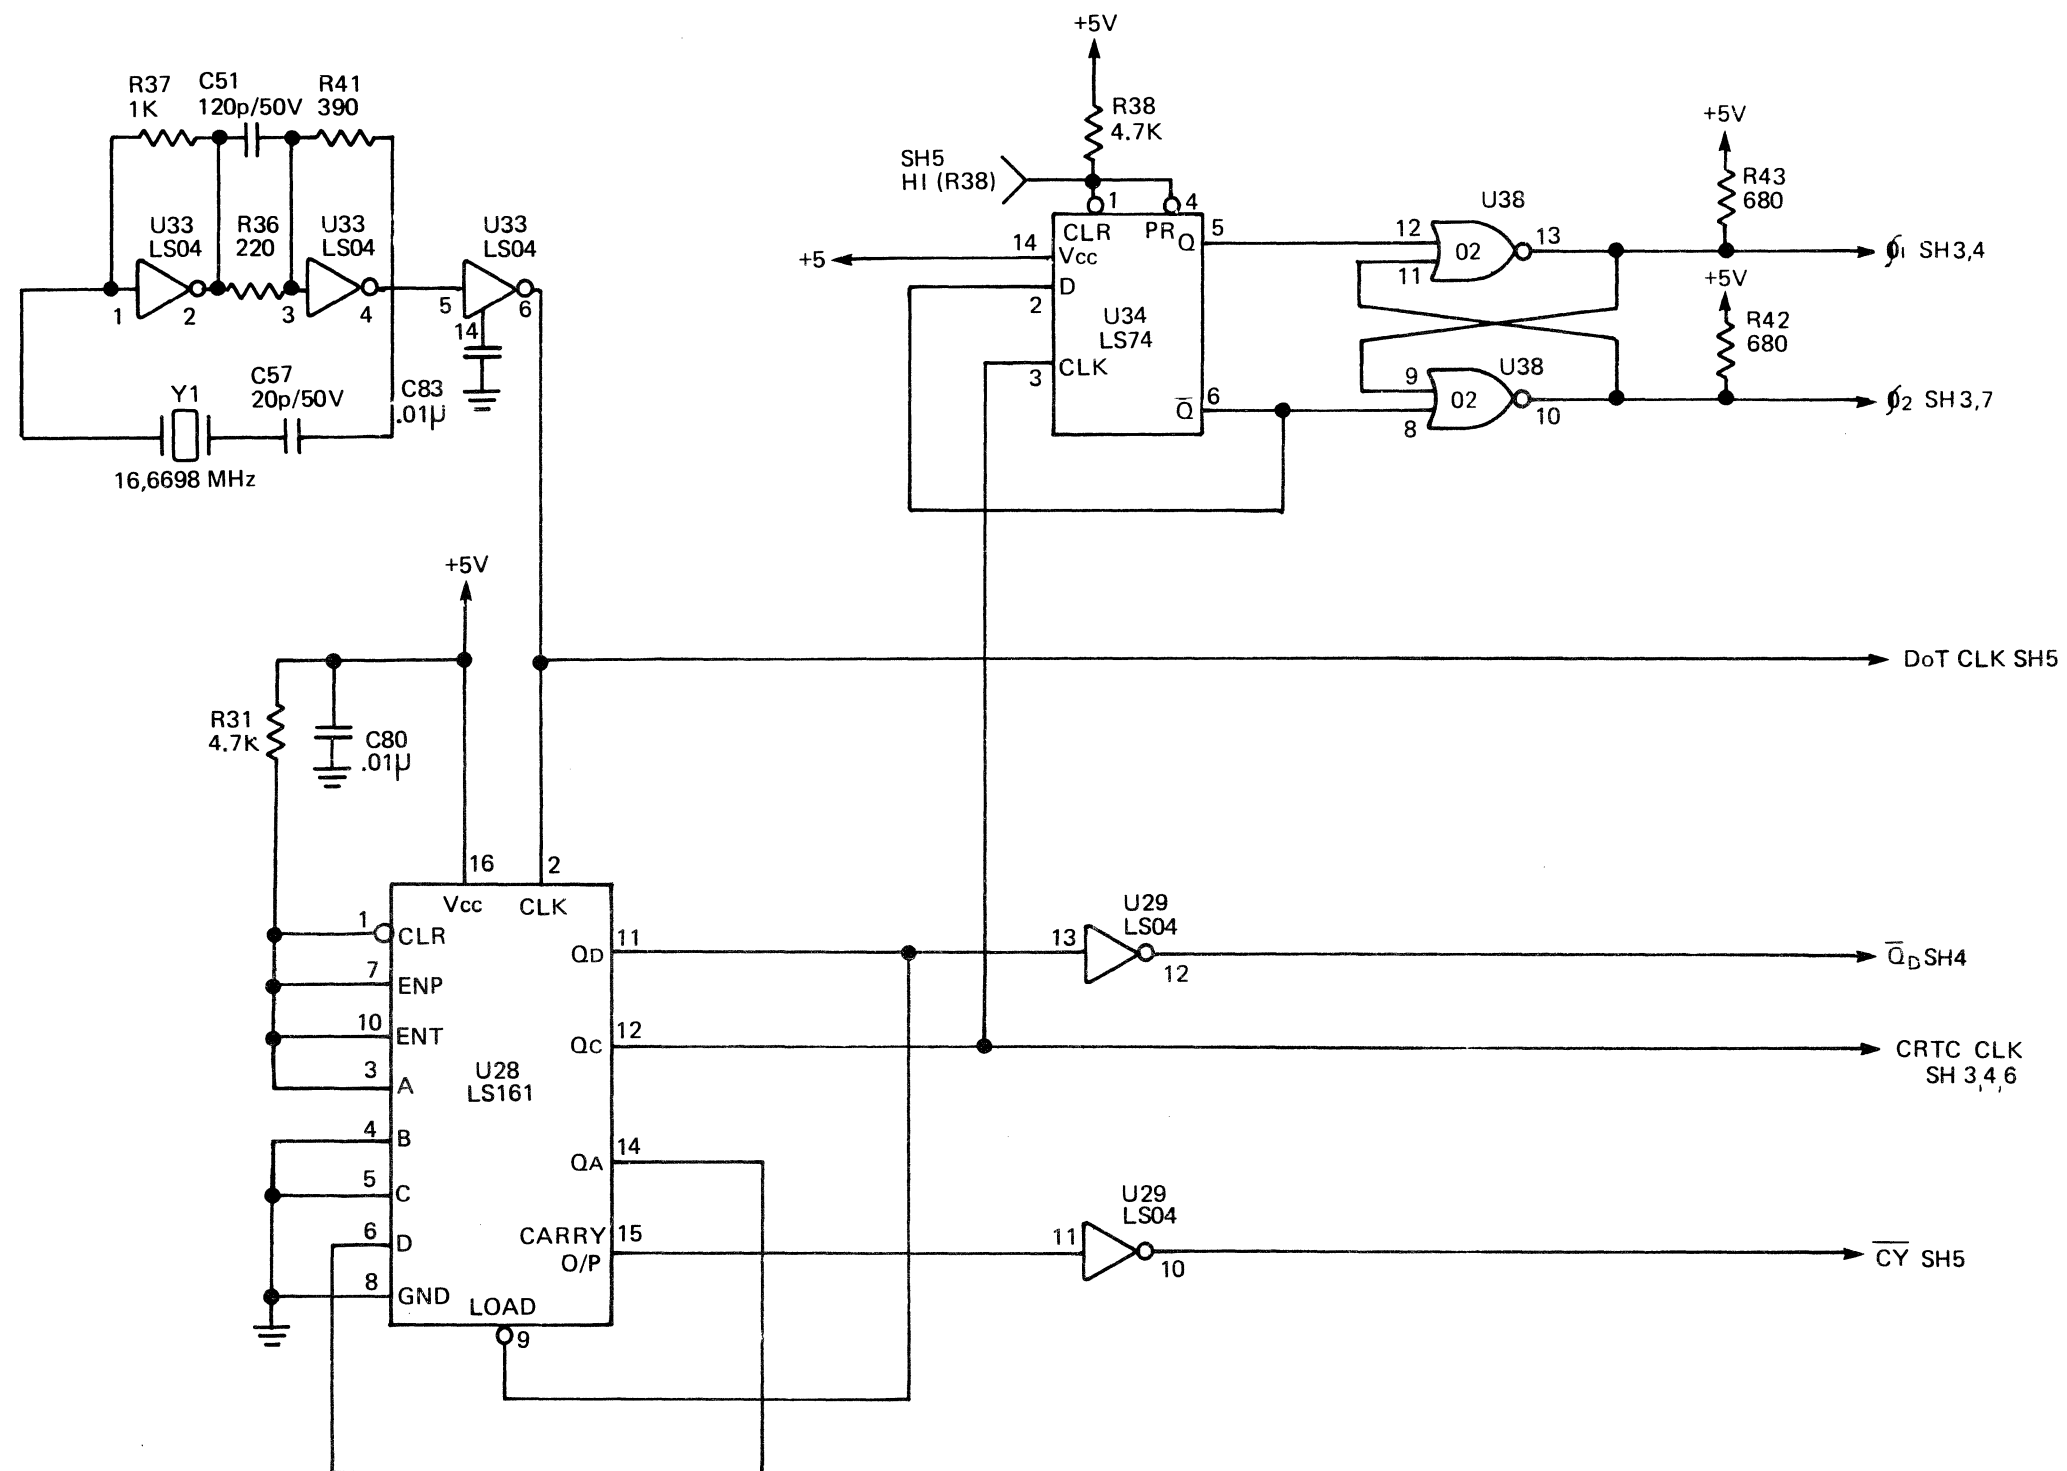 R37
1K
C51
120p/50V
R41
390
U33
LS04
R36
220
U33
LS04
U33
LS04
1
2
3
4
5
6
14
Y1
C57
20p/50V
C83
.01µ
16,6698 MHz
+5V
R38
4.7K
SH5
HI (R38)
1
4
CLR
PR
Q
5
14
Vcc
+5
D
2
U34
LS74
CLK
3
Q̅
6
U38
12
11
02
13
+5V
R43
680
ϕ1 SH3,4
+5V
R42
680
U38
9
8
02
10
ϕ2 SH3,7
+5V
R31
4.7K
C80
.01µ
DoT CLK SH5
16
2
Vcc
CLK
1
CLR
7
ENP
10
ENT
3
A
4
B
5
C
6
D
8
GND
U28
LS161
QD
11
QC
12
QA
14
CARRY
O/P
15
LOAD
9
U29
LS04
13
12
Q̅D SH4
CRTC CLK
SH 3,4,6
U29
LS04
11
10
C̅Y̅ SH5